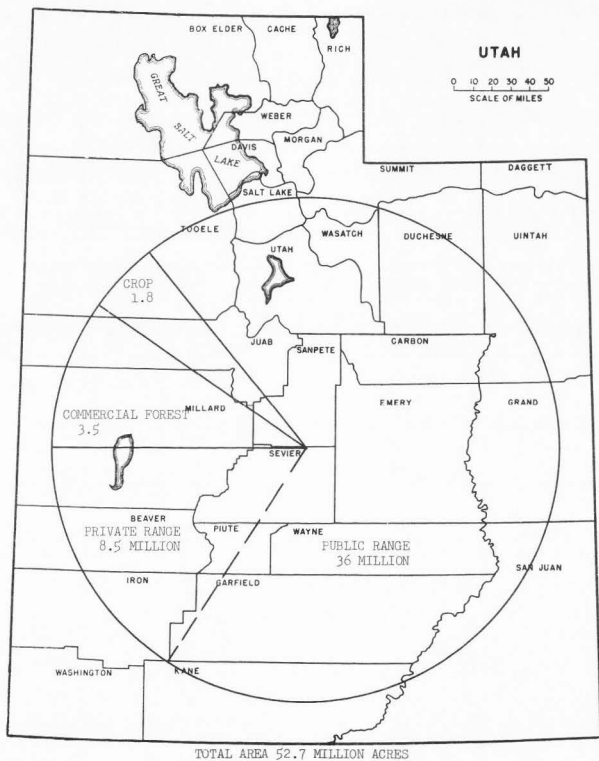 BOX ELDER
CACHE
RICH
UTAH
0 10 20 30 40 50
SCALE OF MILES
GREAT
SALT
LAKE
WEBER
DAVIS
MORGAN
SUMMIT
DAGGETT
SALT LAKE
TOOELE
WASATCH
DUCHESNE
UINTAH
UTAH
CROP
1.8
JUAB
SANPETE
CARBON
MILLARD
EMERY
GRAND
COMMERCIAL FOREST
3.5
SEVIER
BEAVER
PIUTE
WAYNE
PRIVATE RANGE
8.5 MILLION
PUBLIC RANGE
36 MILLION
SAN JUAN
IRON
GARFIELD
WASHINGTON
KANE
TOTAL AREA 52.7 MILLION ACRES